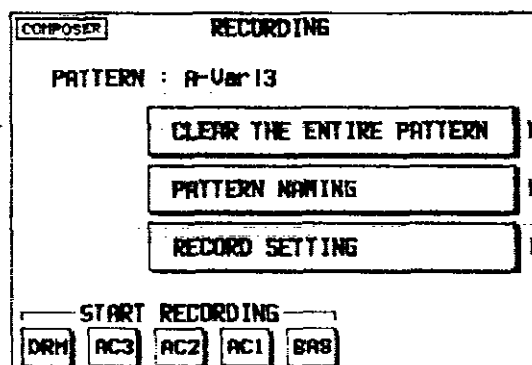 COMPOSER
RECORDING
PATTERN : A-Var13
CLEAR THE ENTIRE PATTERN
PATTERN NAMING
RECORD SETTING
START RECORDING
DRM AC3 AC2 AC1 BAS